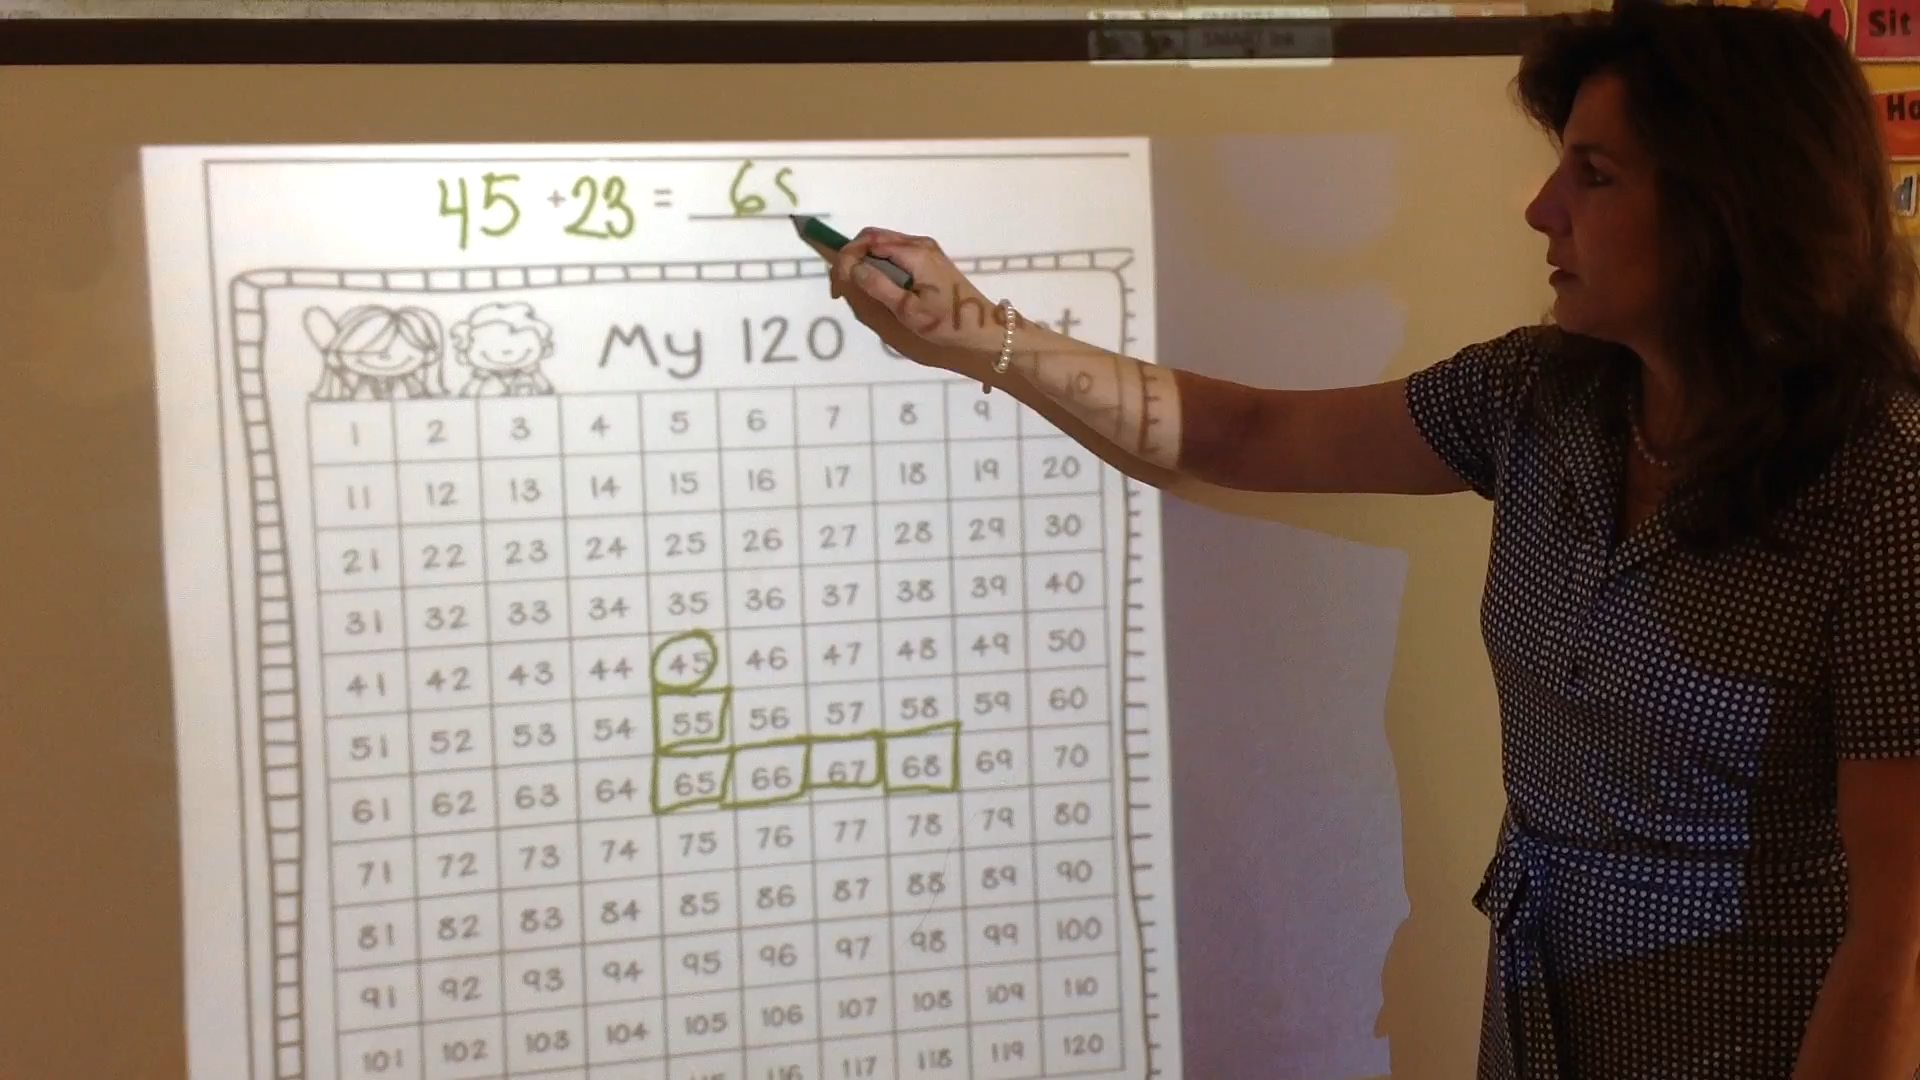 Sit
45 +23 = 6
My 120
1 2 3 4 5 6 7 8 9
11 12 13 14 15 16 17 18 19 20
21 22 23 24 25 26 27 28 29 30
31 32 33 34 35 36 37 38 39 40
41 42 43 44 45 46 47 48 49 50
51 52 53 54 55 56 57 58 59 60
61 62 63 64 65 66 67 68 69 70
71 72 73 74 75 76 77 78 79 80
81 82 83 84 85 86 87 88 89 90
91 92 93 94 95 96 97 98 99 100
101 102 103 104 105 106 107 108 109 110
116 117 118 119 120